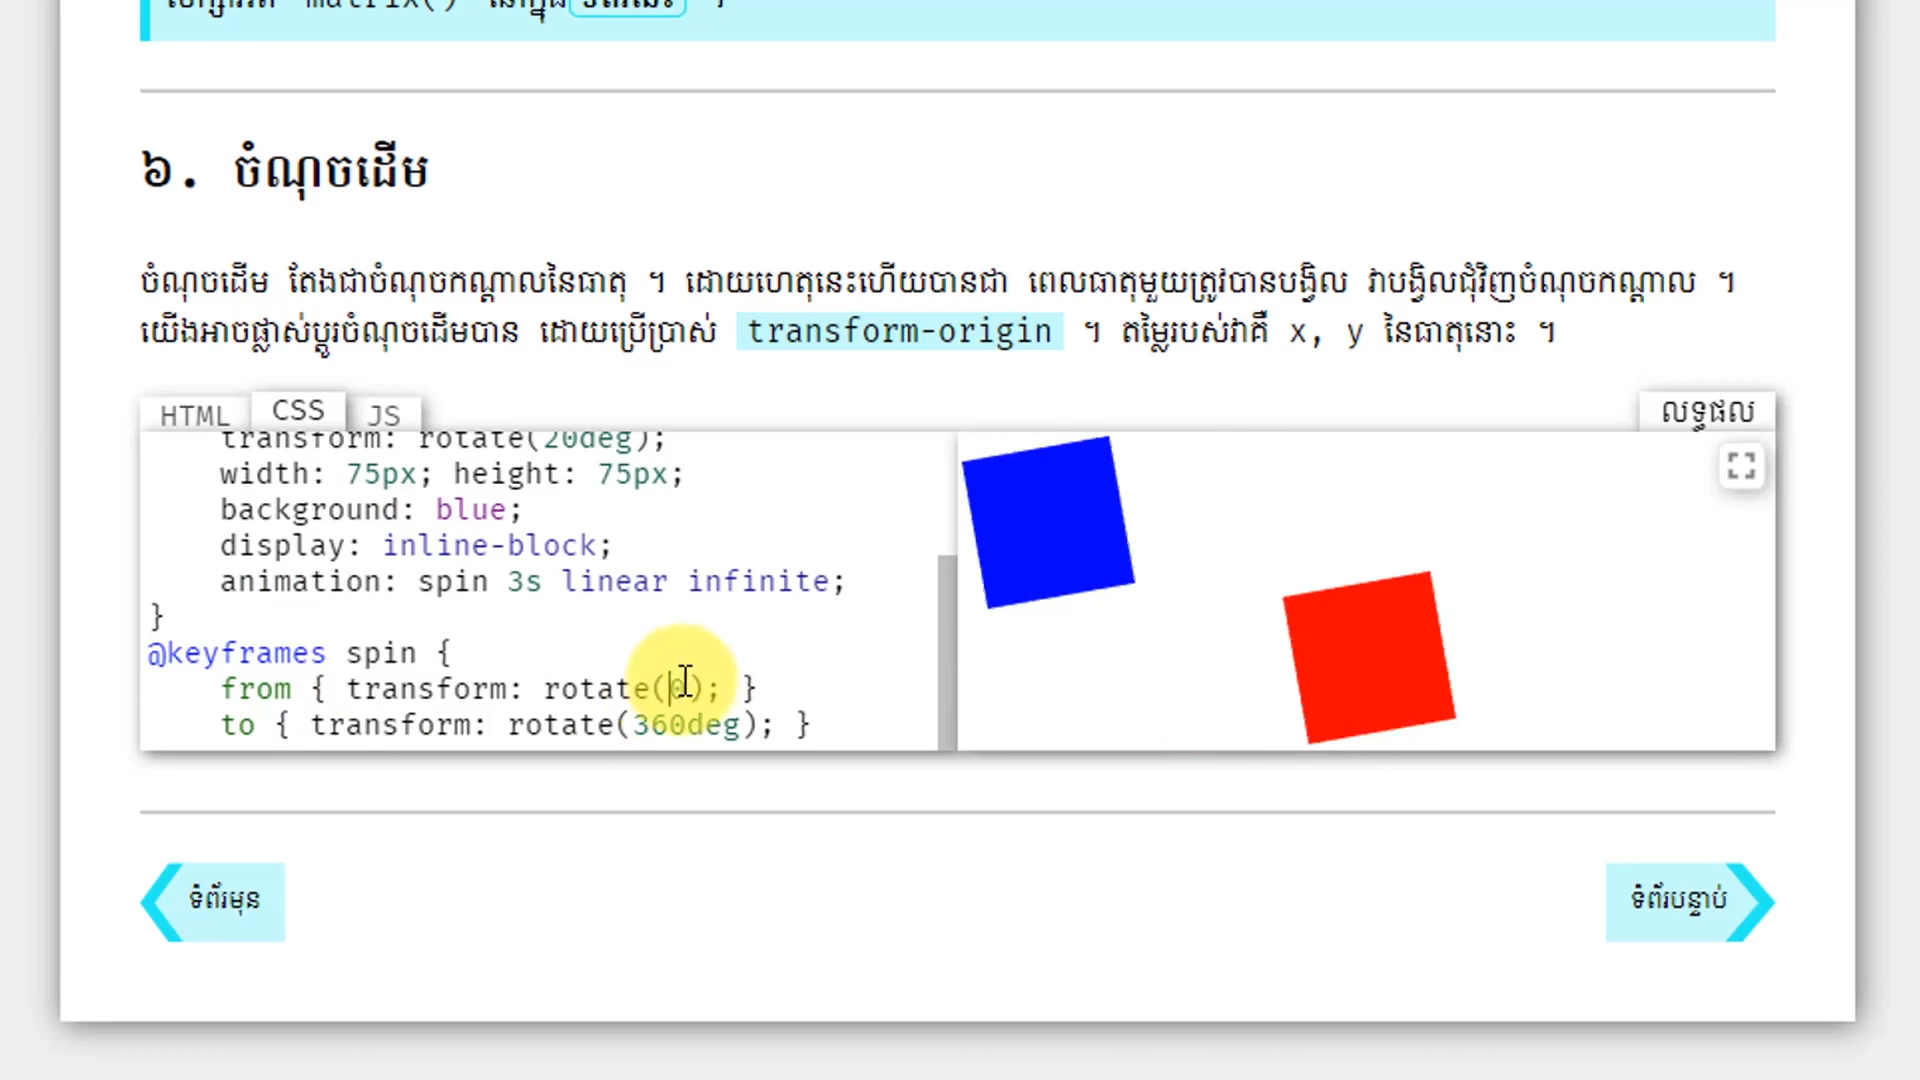 matrix()
៦. ចំណុចដើម
ចំណុចដើម តែងជាចំណុចកណ្តាលនៃធាតុ ។ ដោយហេតុនេះហើយបានជា ពេលធាតុមួយត្រូវបានបង្វិល វាបង្វិលជុំវិញចំណុចកណ្តាល ។
យើងអាចផ្លាស់ប្តូរចំណុចដើមបាន ដោយប្រើប្រាស់ transform-origin ។ តម្លៃរបស់វាគឺ x, y នៃធាតុនោះ ។
HTML CSS JS លទ្ធផល
transform: rotate(20deg);
width: 75px; height: 75px;
background: blue;
display: inline-block;
animation: spin 3s linear infinite;
}
@keyframes spin {
from { transform: rotate(0); }
to { transform: rotate(360deg); }
ទំព័រមុន ទំព័របន្ទាប់